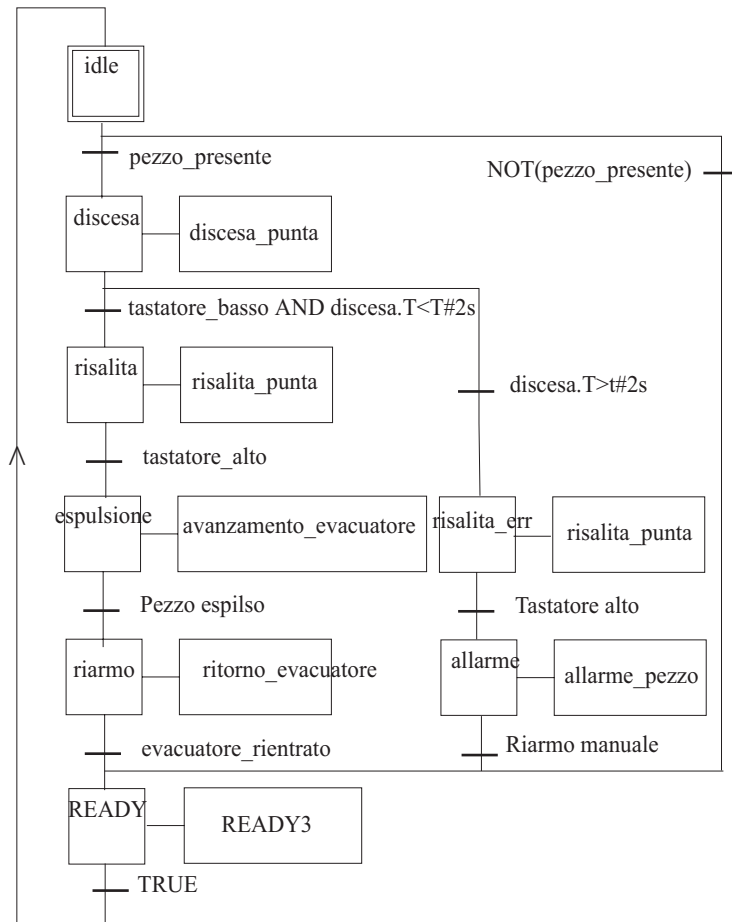 idle
pezzo_presente
NOT(pezzo_presente)
discesa
discesa_punta
tastatore_basso AND discesa.T<T#2s
risalita
risalita_punta
discesa.T>t#2s
tastatore_alto
espulsione
avanzamento_evacuatore
risalita_err
risalita_punta
Pezzo espilso
Tastatore alto
riarmo
ritorno_evacuatore
allarme
allarme_pezzo
evacuatore_rientrato
Riarmo manuale
READY
READY3
TRUE